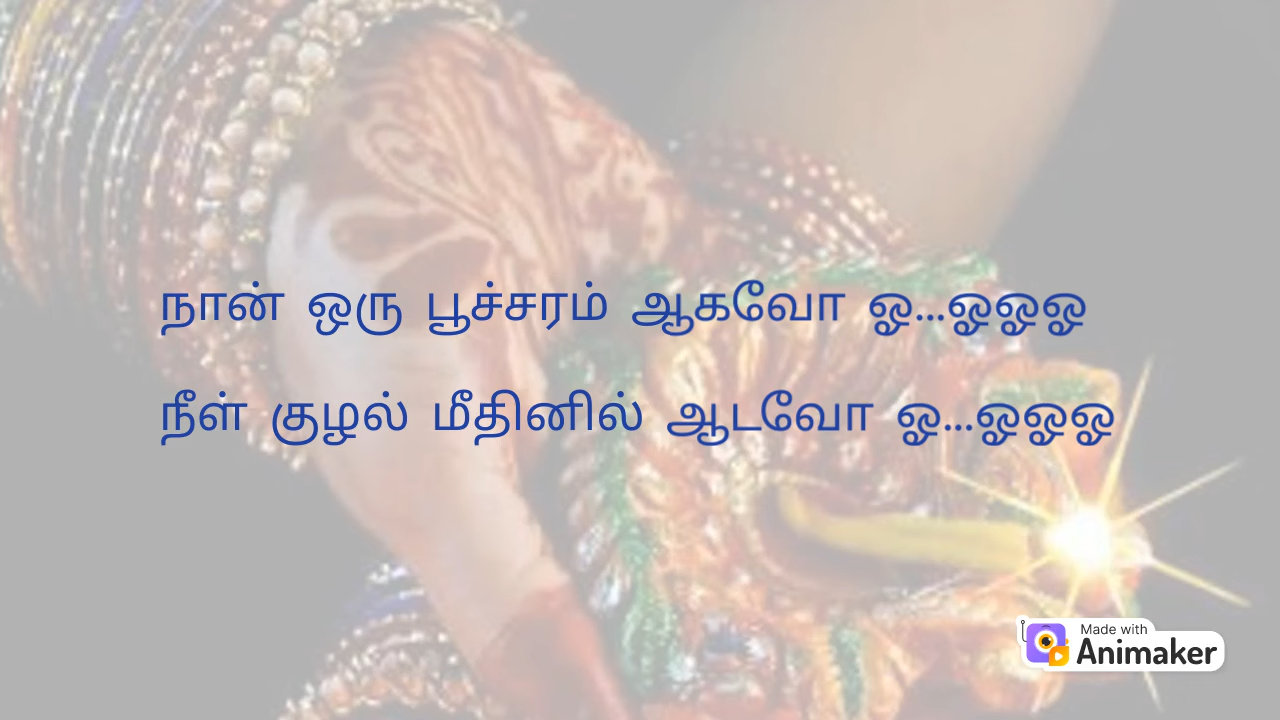 நான் ஒரு பூச்சரம் ஆகவோ ஓ...ஓஓஓ
நீள் குழல் மீதினில் ஆடவோ ஓ...ஓஓஓ
Made with
Animaker